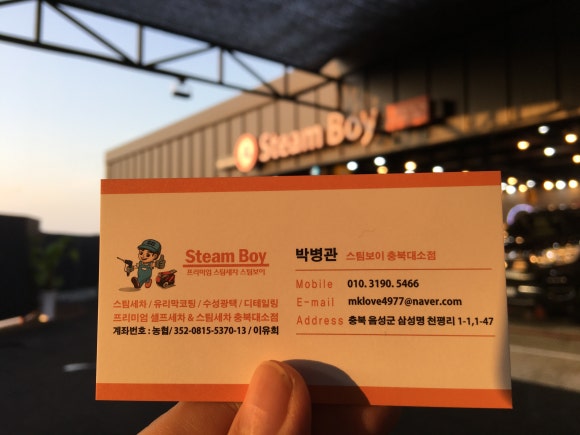 Steam Boy
Steam Boy
프리미엄 스팀세차 스팀보이
스팀세차 / 유리막코팅 / 수성광택 / 디테일링
프리미엄 셀프세차 & 스팀세차 충북대소점
계좌번호 : 농협/ 352-0815-5370-13 / 이유희
박병관 스팀보이 충북대소점
Mobile 010. 3190. 5466
E-mail mklove4977@naver.com
Address 충북 음성군 삼성명 천평리 1-1,1-47